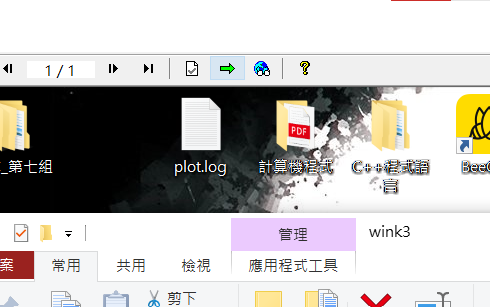 1 / 1
_第七組
plot.log
PDF
計算機程式
C++程式語
言
Bee
管理
wink3
案
常用
共用
檢視
應用程式工具
剪下